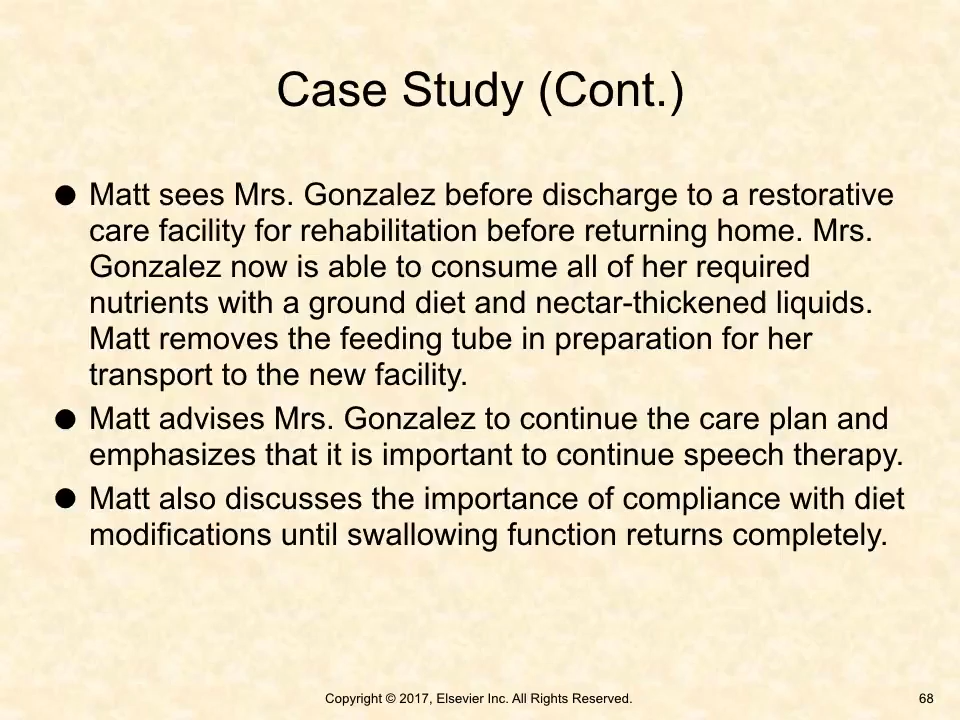 Case Study (Cont.)
● Matt sees Mrs. Gonzalez before discharge to a restorative
care facility for rehabilitation before returning home. Mrs.
Gonzalez now is able to consume all of her required
nutrients with a ground diet and nectar-thickened liquids.
Matt removes the feeding tube in preparation for her
transport to the new facility.
● Matt advises Mrs. Gonzalez to continue the care plan and
emphasizes that it is important to continue speech therapy.
● Matt also discusses the importance of compliance with diet
modifications until swallowing function returns completely.
Copyright © 2017, Elsevier Inc. All Rights Reserved.
68